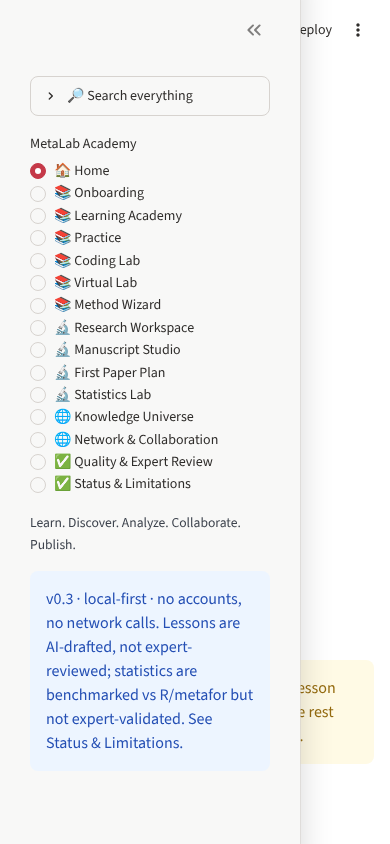 eploy
🔎 Search everything
MetaLab Academy
🏠 Home
📚 Onboarding
📚 Learning Academy
📚 Practice
📚 Coding Lab
📚 Virtual Lab
📚 Method Wizard
🔬 Research Workspace
🔬 Manuscript Studio
🔬 First Paper Plan
🔬 Statistics Lab
🌐 Knowledge Universe
🌐 Network & Collaboration
✅ Quality & Expert Review
✅ Status & Limitations
Learn. Discover. Analyze. Collaborate.
Publish.
v0.3 · local-first · no accounts,
no network calls. Lessons are
AI-drafted, not expert-
reviewed; statistics are
benchmarked vs R/metafor but
not expert-validated. See
Status & Limitations.
esson
e rest
.